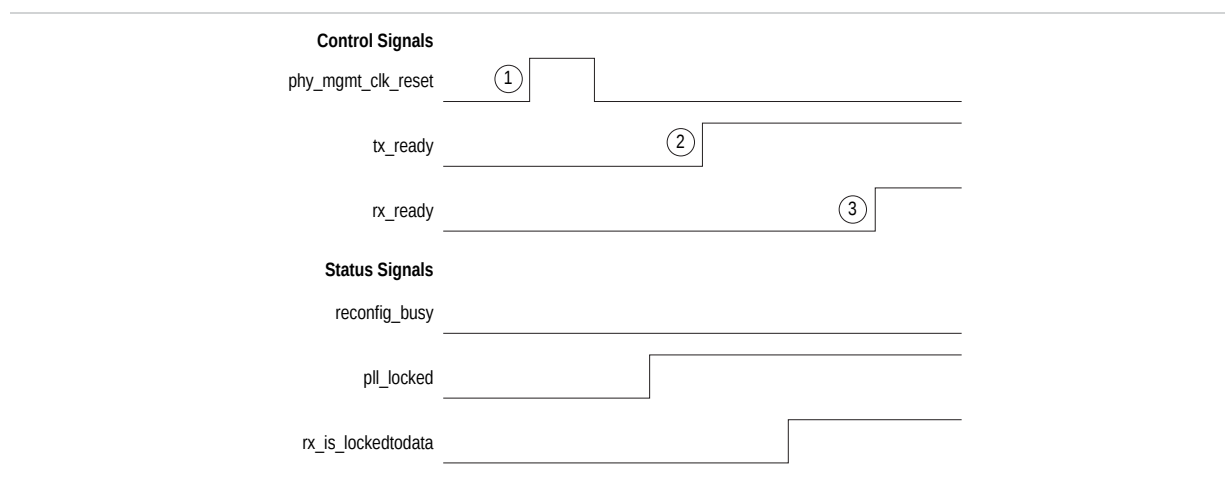 Control Signals
phy_mgmt_clk_reset
1
tx_ready
2
rx_ready
3
Status Signals
reconfig_busy
pll_locked
rx_is_lockedtodata